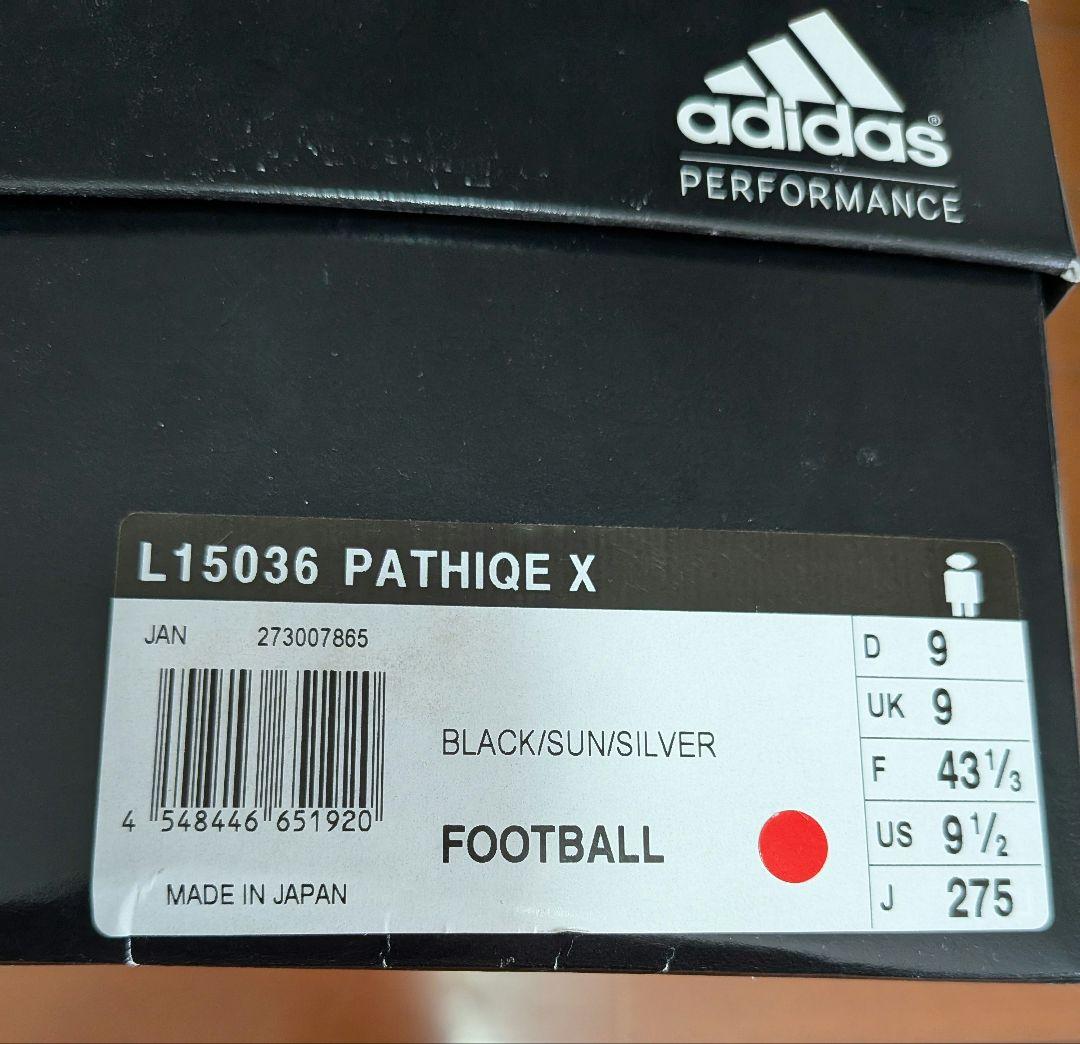 adidas®
PERFORMANCE
L15036 PATHIQE X
JAN 273007865
4 548446 651920
BLACK/SUN/SILVER
FOOTBALL
MADE IN JAPAN
D 9
UK 9
F 43 1/3
US 9 1/2
J 275